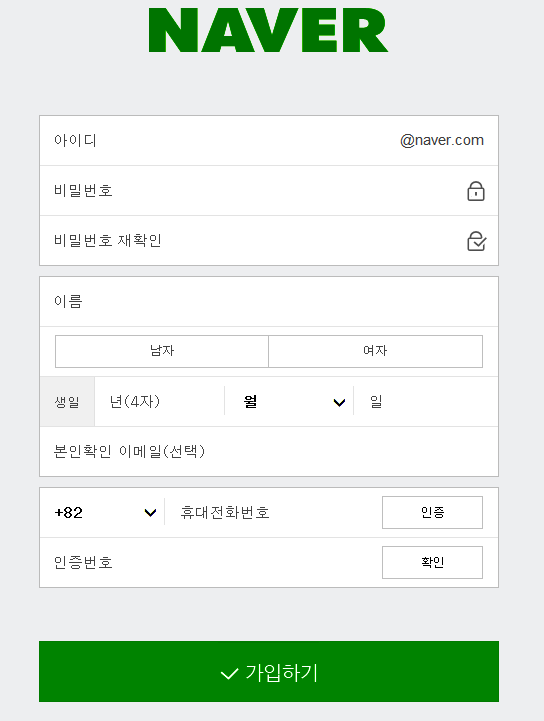 NAVER
아이디 @naver.com
비밀번호
비밀번호 재확인
이름
남자 여자
생일 년(4자) 월 일
본인확인 이메일(선택)
+82 휴대전화번호 인증
인증번호 확인
가입하기